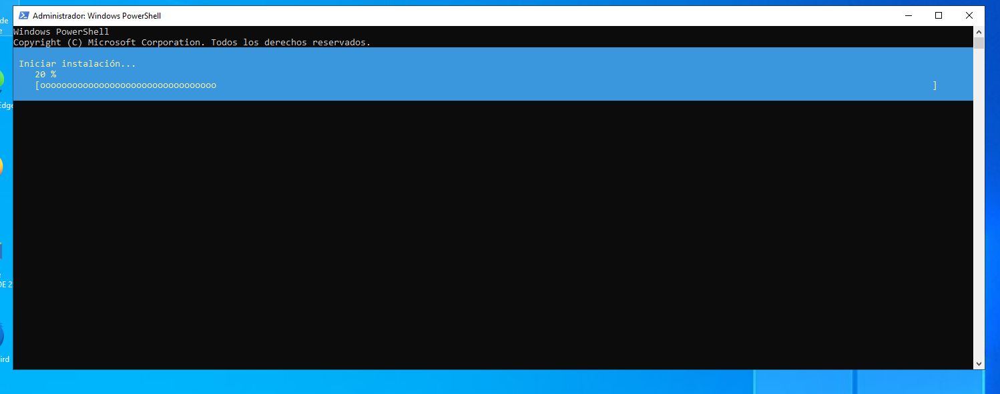 Administrador: Windows PowerShell
Windows PowerShell
Copyright (C) Microsoft Corporation. Todos los derechos reservados.
Iniciar instalación...
20 %
[ooooooooooooooooooooooooooooooooo ]
de
e
Edge
e
DE 2
ird